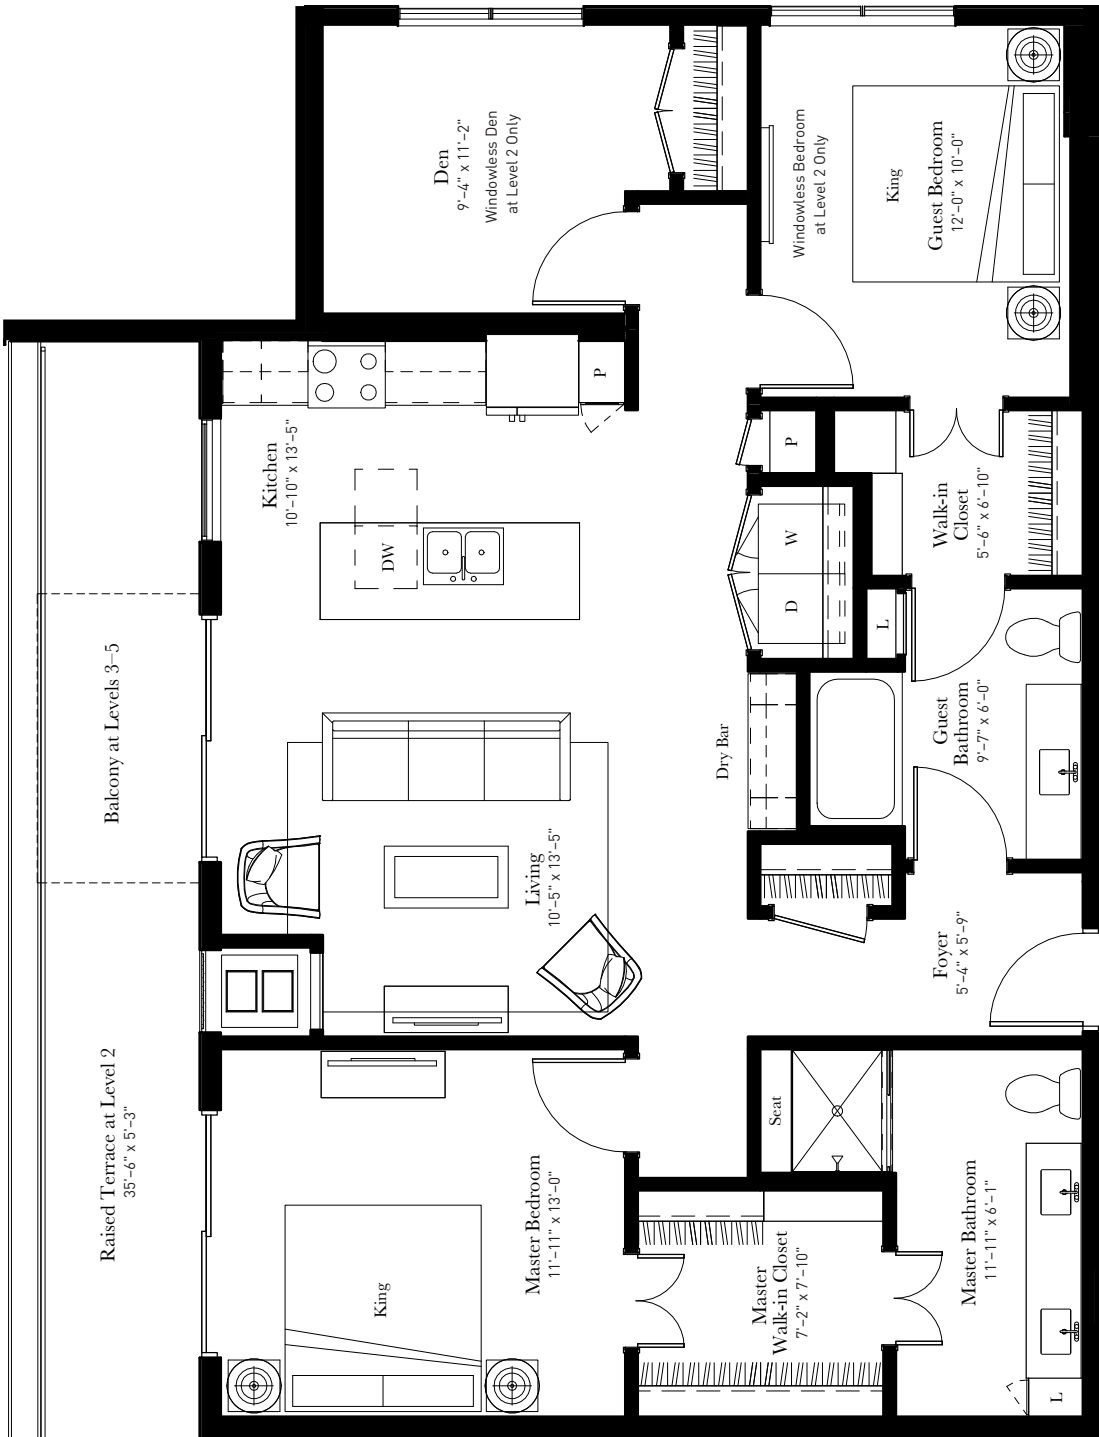 Raised Terrace at Level 2
35'-6" x 5'-3"
Balcony at Levels 3–5
King
Master Bedroom
11'-11" x 13'-0"
Living
10'-5" x 13'-5"
Kitchen
10'-10" x 13'-5"
DW
P
Den
9'-4" x 11'-2"
Windowless Den
at Level 2 Only
Master
Walk-in Closet
7'-2" x 7'-10"
Seat
Dry Bar
D
W
P
Windowless Bedroom
at Level 2 Only
King
Guest Bedroom
12'-0" x 10'-0"
L
Master Bathroom
11'-11" x 6'-1"
Foyer
5'-4" x 5'-9"
L
Guest
Bathroom
9'-7" x 6'-0"
Walk-in
Closet
5'-6" x 6'-10"